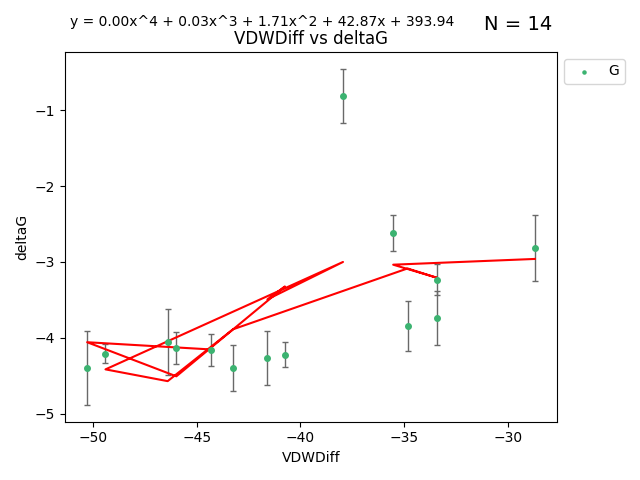 y = 0.00x^4 + 0.03x^3 + 1.71x^2 + 42.87x + 393.94
N = 14
VDWDiff vs deltaG
G
−1
−2
−3
−4
−5
deltaG
−50
−45
−40
−35
−30
VDWDiff